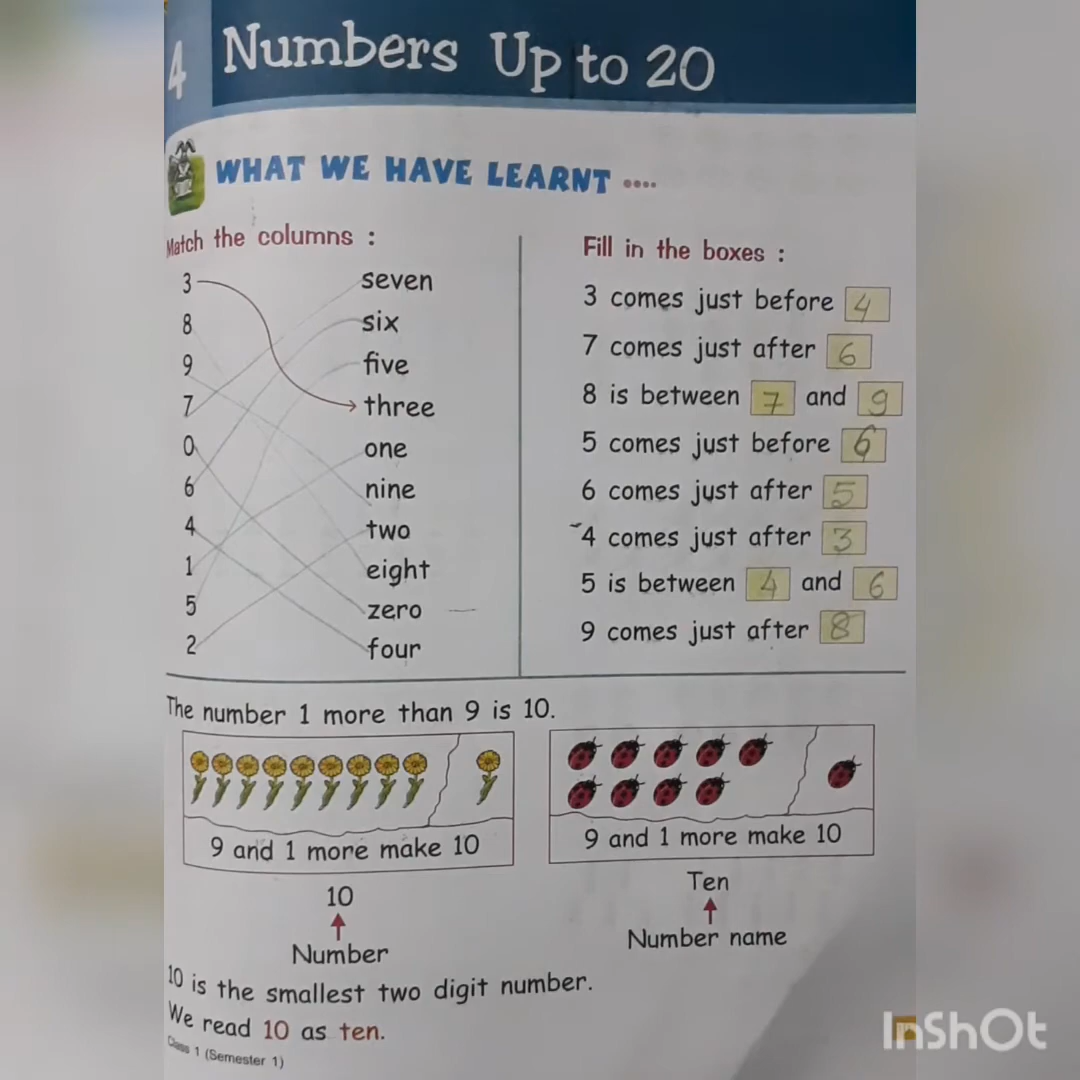 4 Numbers Up to 20
WHAT WE HAVE LEARNT ....
Match the columns :
3 seven
8 six
9 five
7 three
0 one
6 nine
4 two
1 eight
5 zero
2 four
Fill in the boxes :
3 comes just before 4
7 comes just after 6
8 is between 7 and 9
5 comes just before 6
6 comes just after 5
4 comes just after 3
5 is between 4 and 6
9 comes just after 8
The number 1 more than 9 is 10.
9 and 1 more make 10
9 and 1 more make 10
10
Number
Ten
Number name
10 is the smallest two digit number.
We read 10 as ten.
Class 1 (Semester 1)
InShOt